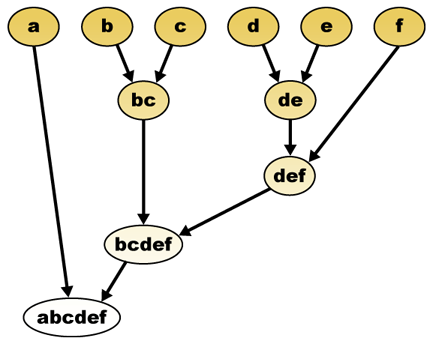 a b c d e f
bc de
def
bcdef
abcdef